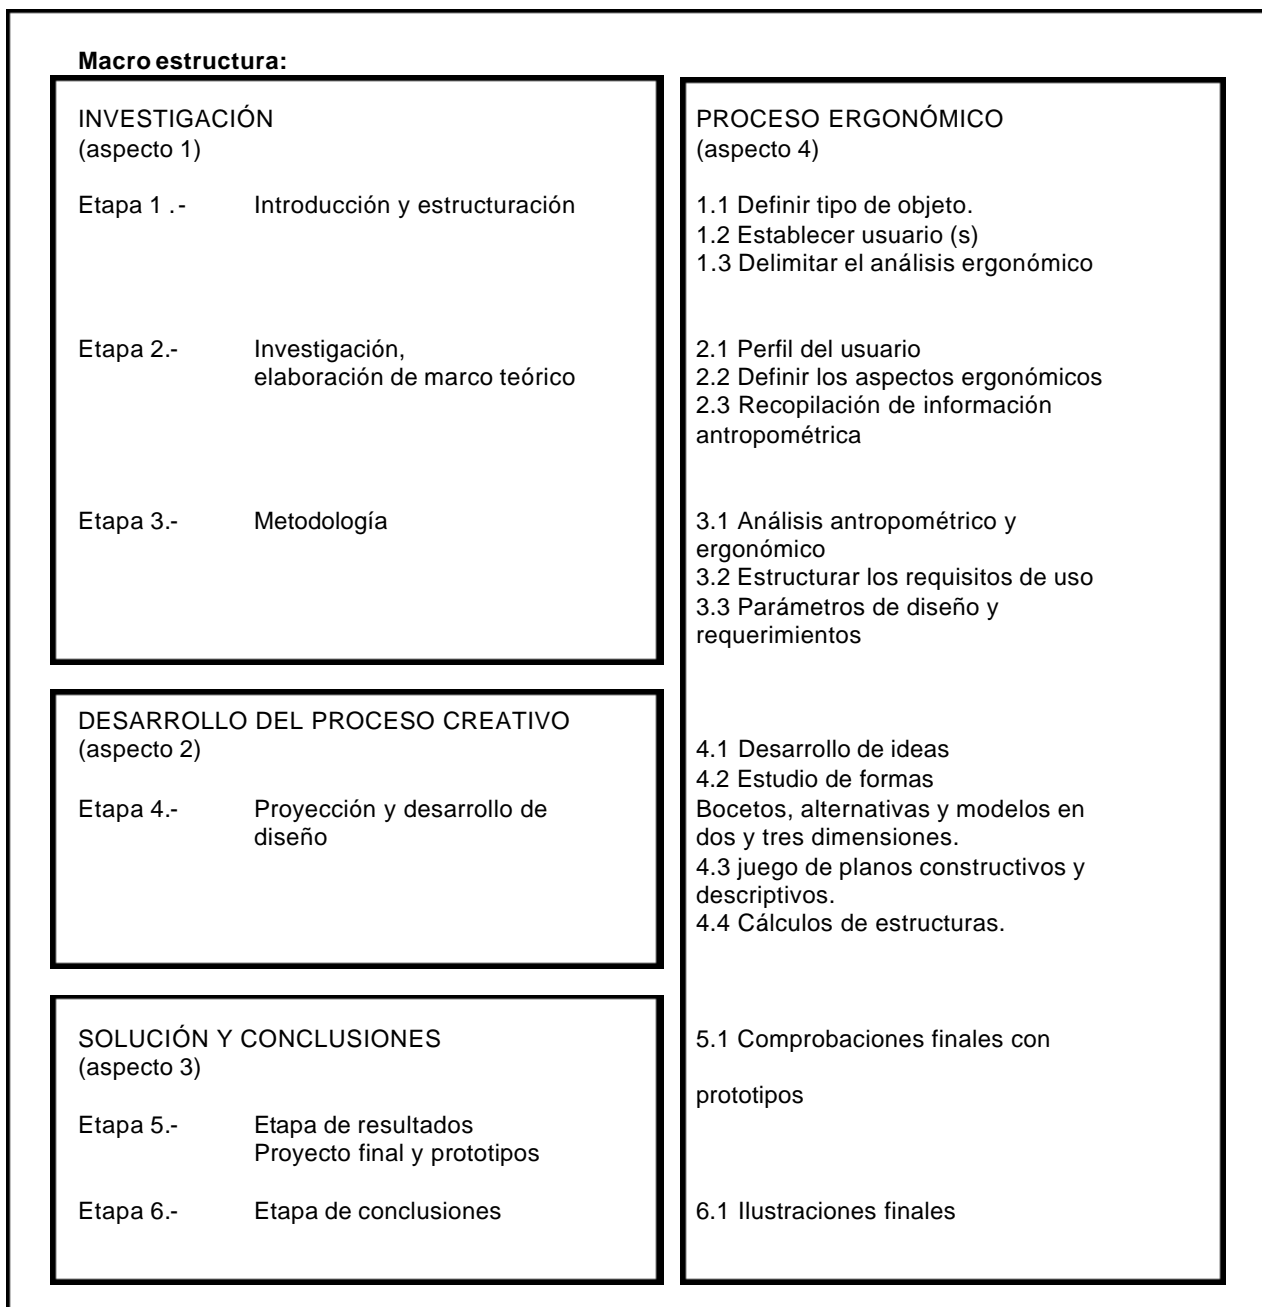 Macro estructura:
INVESTIGACIÓN
(aspecto 1)
Etapa 1 .- Introducción y estructuración
Etapa 2.- Investigación,
elaboración de marco teórico
Etapa 3.- Metodología
DESARROLLO DEL PROCESO CREATIVO
(aspecto 2)
Etapa 4.- Proyección y desarrollo de
diseño
SOLUCIÓN Y CONCLUSIONES
(aspecto 3)
Etapa 5.- Etapa de resultados
Proyecto final y prototipos
Etapa 6.- Etapa de conclusiones
PROCESO ERGONÓMICO
(aspecto 4)
1.1 Definir tipo de objeto.
1.2 Establecer usuario (s)
1.3 Delimitar el análisis ergonómico
2.1 Perfil del usuario
2.2 Definir los aspectos ergonómicos
2.3 Recopilación de información
antropométrica
3.1 Análisis antropométrico y
ergonómico
3.2 Estructurar los requisitos de uso
3.3 Parámetros de diseño y
requerimientos
4.1 Desarrollo de ideas
4.2 Estudio de formas
Bocetos, alternativas y modelos en
dos y tres dimensiones.
4.3 juego de planos constructivos y
descriptivos.
4.4 Cálculos de estructuras.
5.1 Comprobaciones finales con
prototipos
6.1 Ilustraciones finales